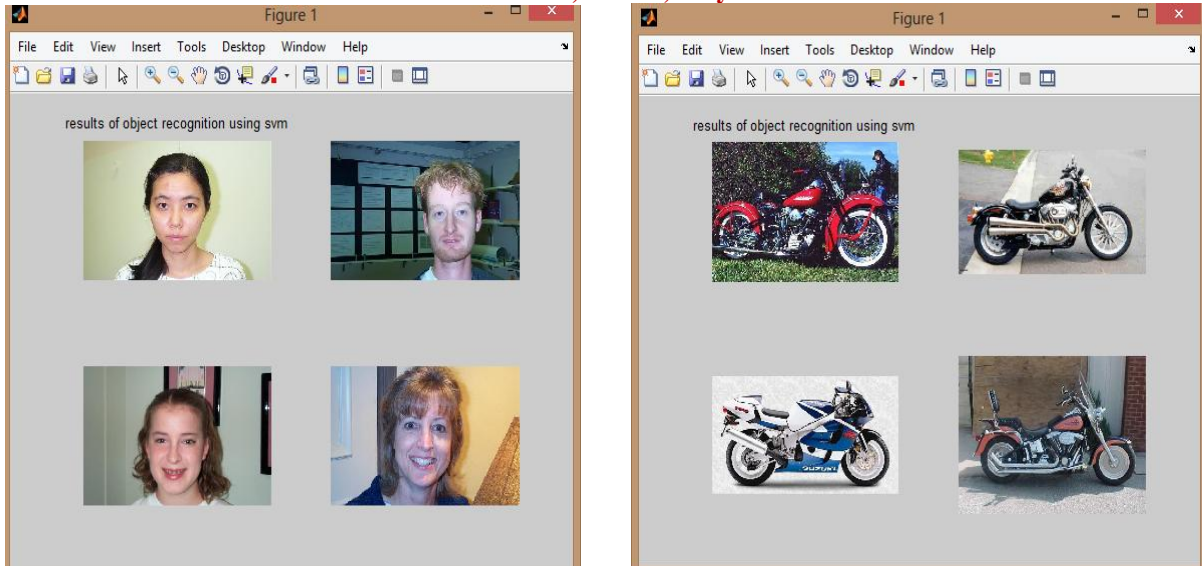 Figure 1
File Edit View Insert Tools Desktop Window Help
results of object recognition using svm
Figure 1
File Edit View Insert Tools Desktop Window Help
results of object recognition using svm
SUZUKI